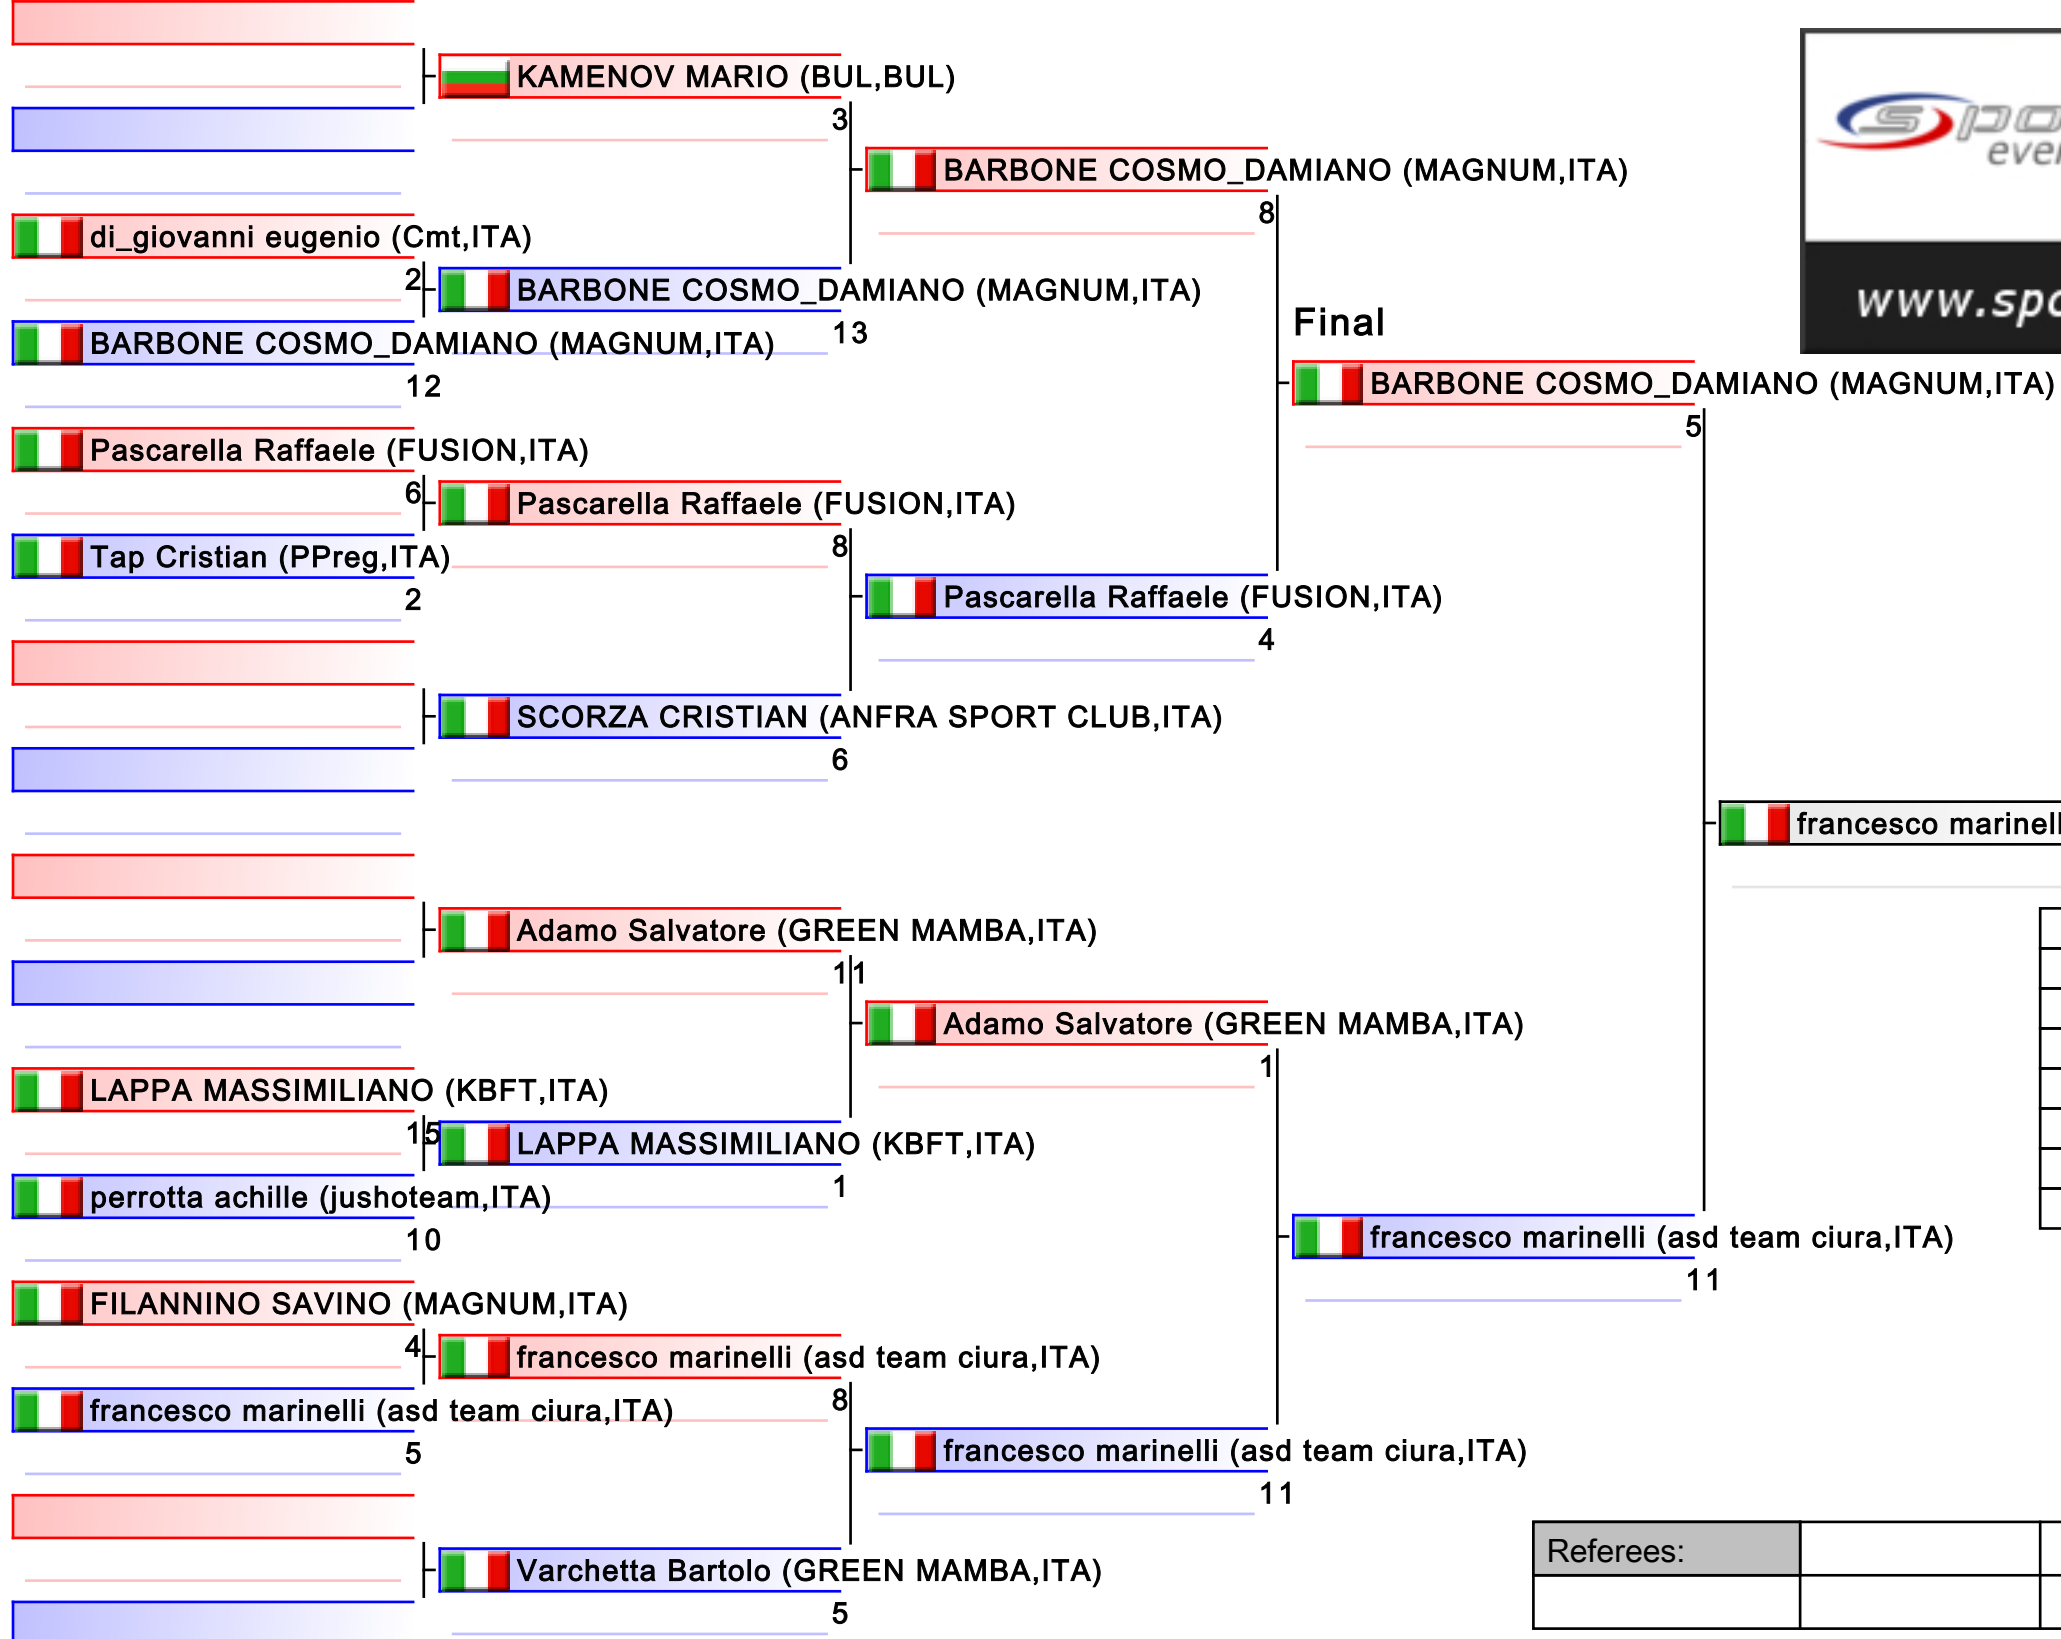 KAMENOV MARIO (BUL,BUL)
3
BARBONE COSMO_DAMIANO (MAGNUM,ITA)
8
di_giovanni eugenio (Cmt,ITA)
2
BARBONE COSMO_DAMIANO (MAGNUM,ITA)
13
BARBONE COSMO_DAMIANO (MAGNUM,ITA)
12
Final
BARBONE COSMO_DAMIANO (MAGNUM,ITA)
5
Pascarella Raffaele (FUSION,ITA)
6
Pascarella Raffaele (FUSION,ITA)
8
Tap Cristian (PPreg,ITA)
2
Pascarella Raffaele (FUSION,ITA)
4
SCORZA CRISTIAN (ANFRA SPORT CLUB,ITA)
6
francesco marinell
Adamo Salvatore (GREEN MAMBA,ITA)
11
Adamo Salvatore (GREEN MAMBA,ITA)
1
LAPPA MASSIMILIANO (KBFT,ITA)
15
LAPPA MASSIMILIANO (KBFT,ITA)
1
perrotta achille (jushoteam,ITA)
10
francesco marinelli (asd team ciura,ITA)
11
FILANNINO SAVINO (MAGNUM,ITA)
4
francesco marinelli (asd team ciura,ITA)
8
francesco marinelli (asd team ciura,ITA)
5
francesco marinelli (asd team ciura,ITA)
11
Varchetta Bartolo (GREEN MAMBA,ITA)
5
Referees: